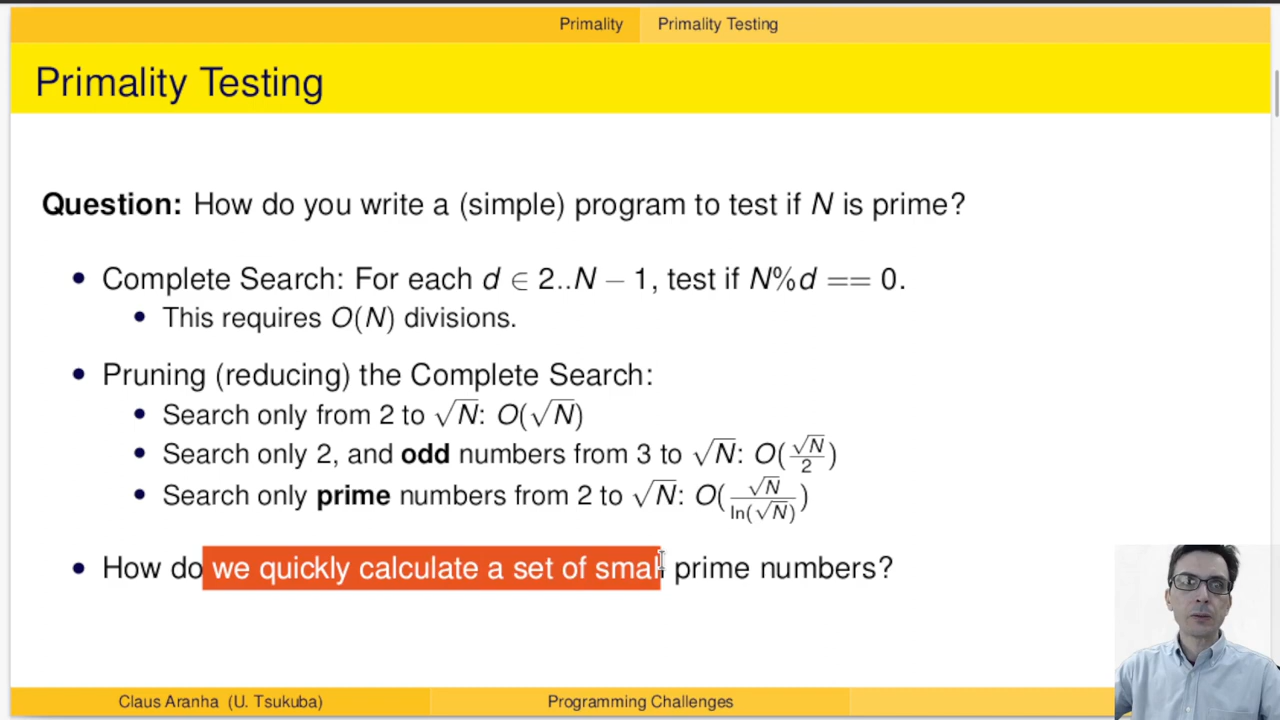 Primality Primality Testing
Primality Testing
Question: How do you write a (simple) program to test if N is prime?
• Complete Search: For each d ∈ 2..N − 1, test if N%d == 0.
• This requires O(N) divisions.
• Pruning (reducing) the Complete Search:
• Search only from 2 to √N: O(√N)
• Search only 2, and odd numbers from 3 to √N: O(√N/2)
• Search only prime numbers from 2 to √N: O(√N/ln(√N))
• How do we quickly calculate a set of small prime numbers?
Claus Aranha (U. Tsukuba) Programming Challenges